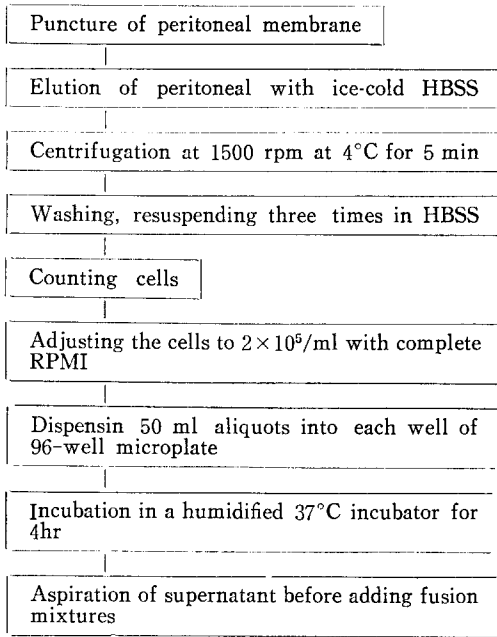 Puncture of peritoneal membrane
Elution of peritoneal with ice-cold HBSS
Centrifugation at 1500 rpm at 4°C for 5 min
Washing, resuspending three times in HBSS
Counting cells
Adjusting the cells to 2×10⁵/ml with complete
RPMI
Dispensin 50 ml aliquots into each well of
96-well microplate
Incubation in a humidified 37°C incubator for
4hr
Aspiration of supernatant before adding fusion
mixtures